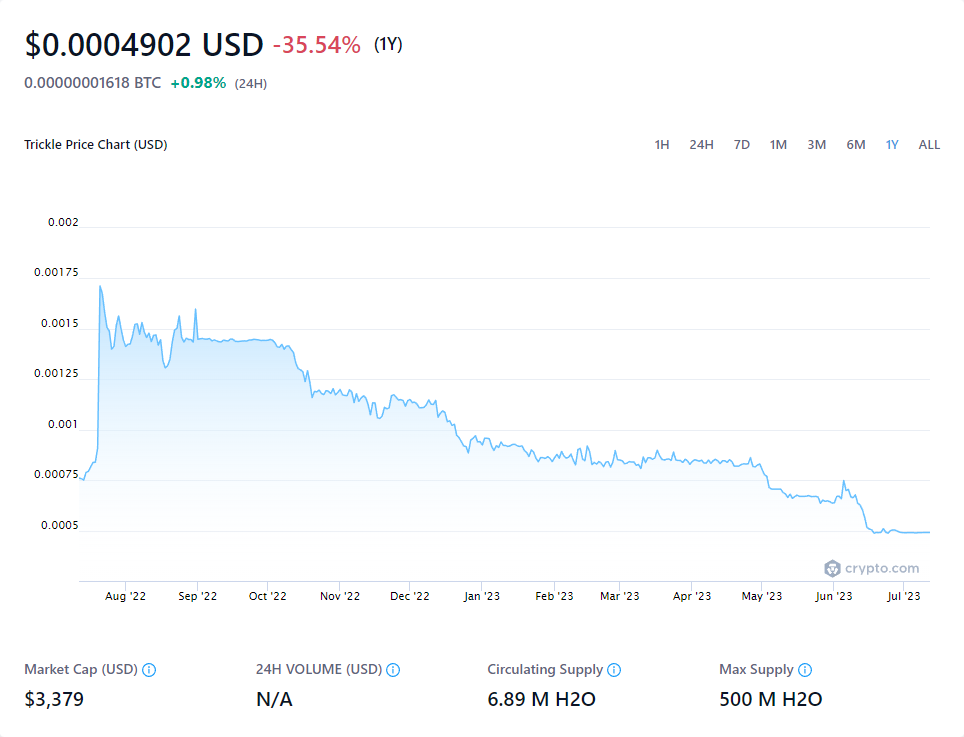 $0.0004902 USD -35.54% (1Y)
0.00000001618 BTC +0.98% (24H)
Trickle Price Chart (USD) 1H 24H 7D 1M 3M 6M 1Y ALL
0.002
0.00175
0.0015
0.00125
0.001
0.00075
0.0005
crypto.com
Aug '22 Sep '22 Oct '22 Nov '22 Dec '22 Jan '23 Feb '23 Mar '23 Apr '23 May '23 Jun '23 Jul '23
Market Cap (USD) 24H VOLUME (USD) Circulating Supply Max Supply
$3,379 N/A 6.89 M H2O 500 M H2O